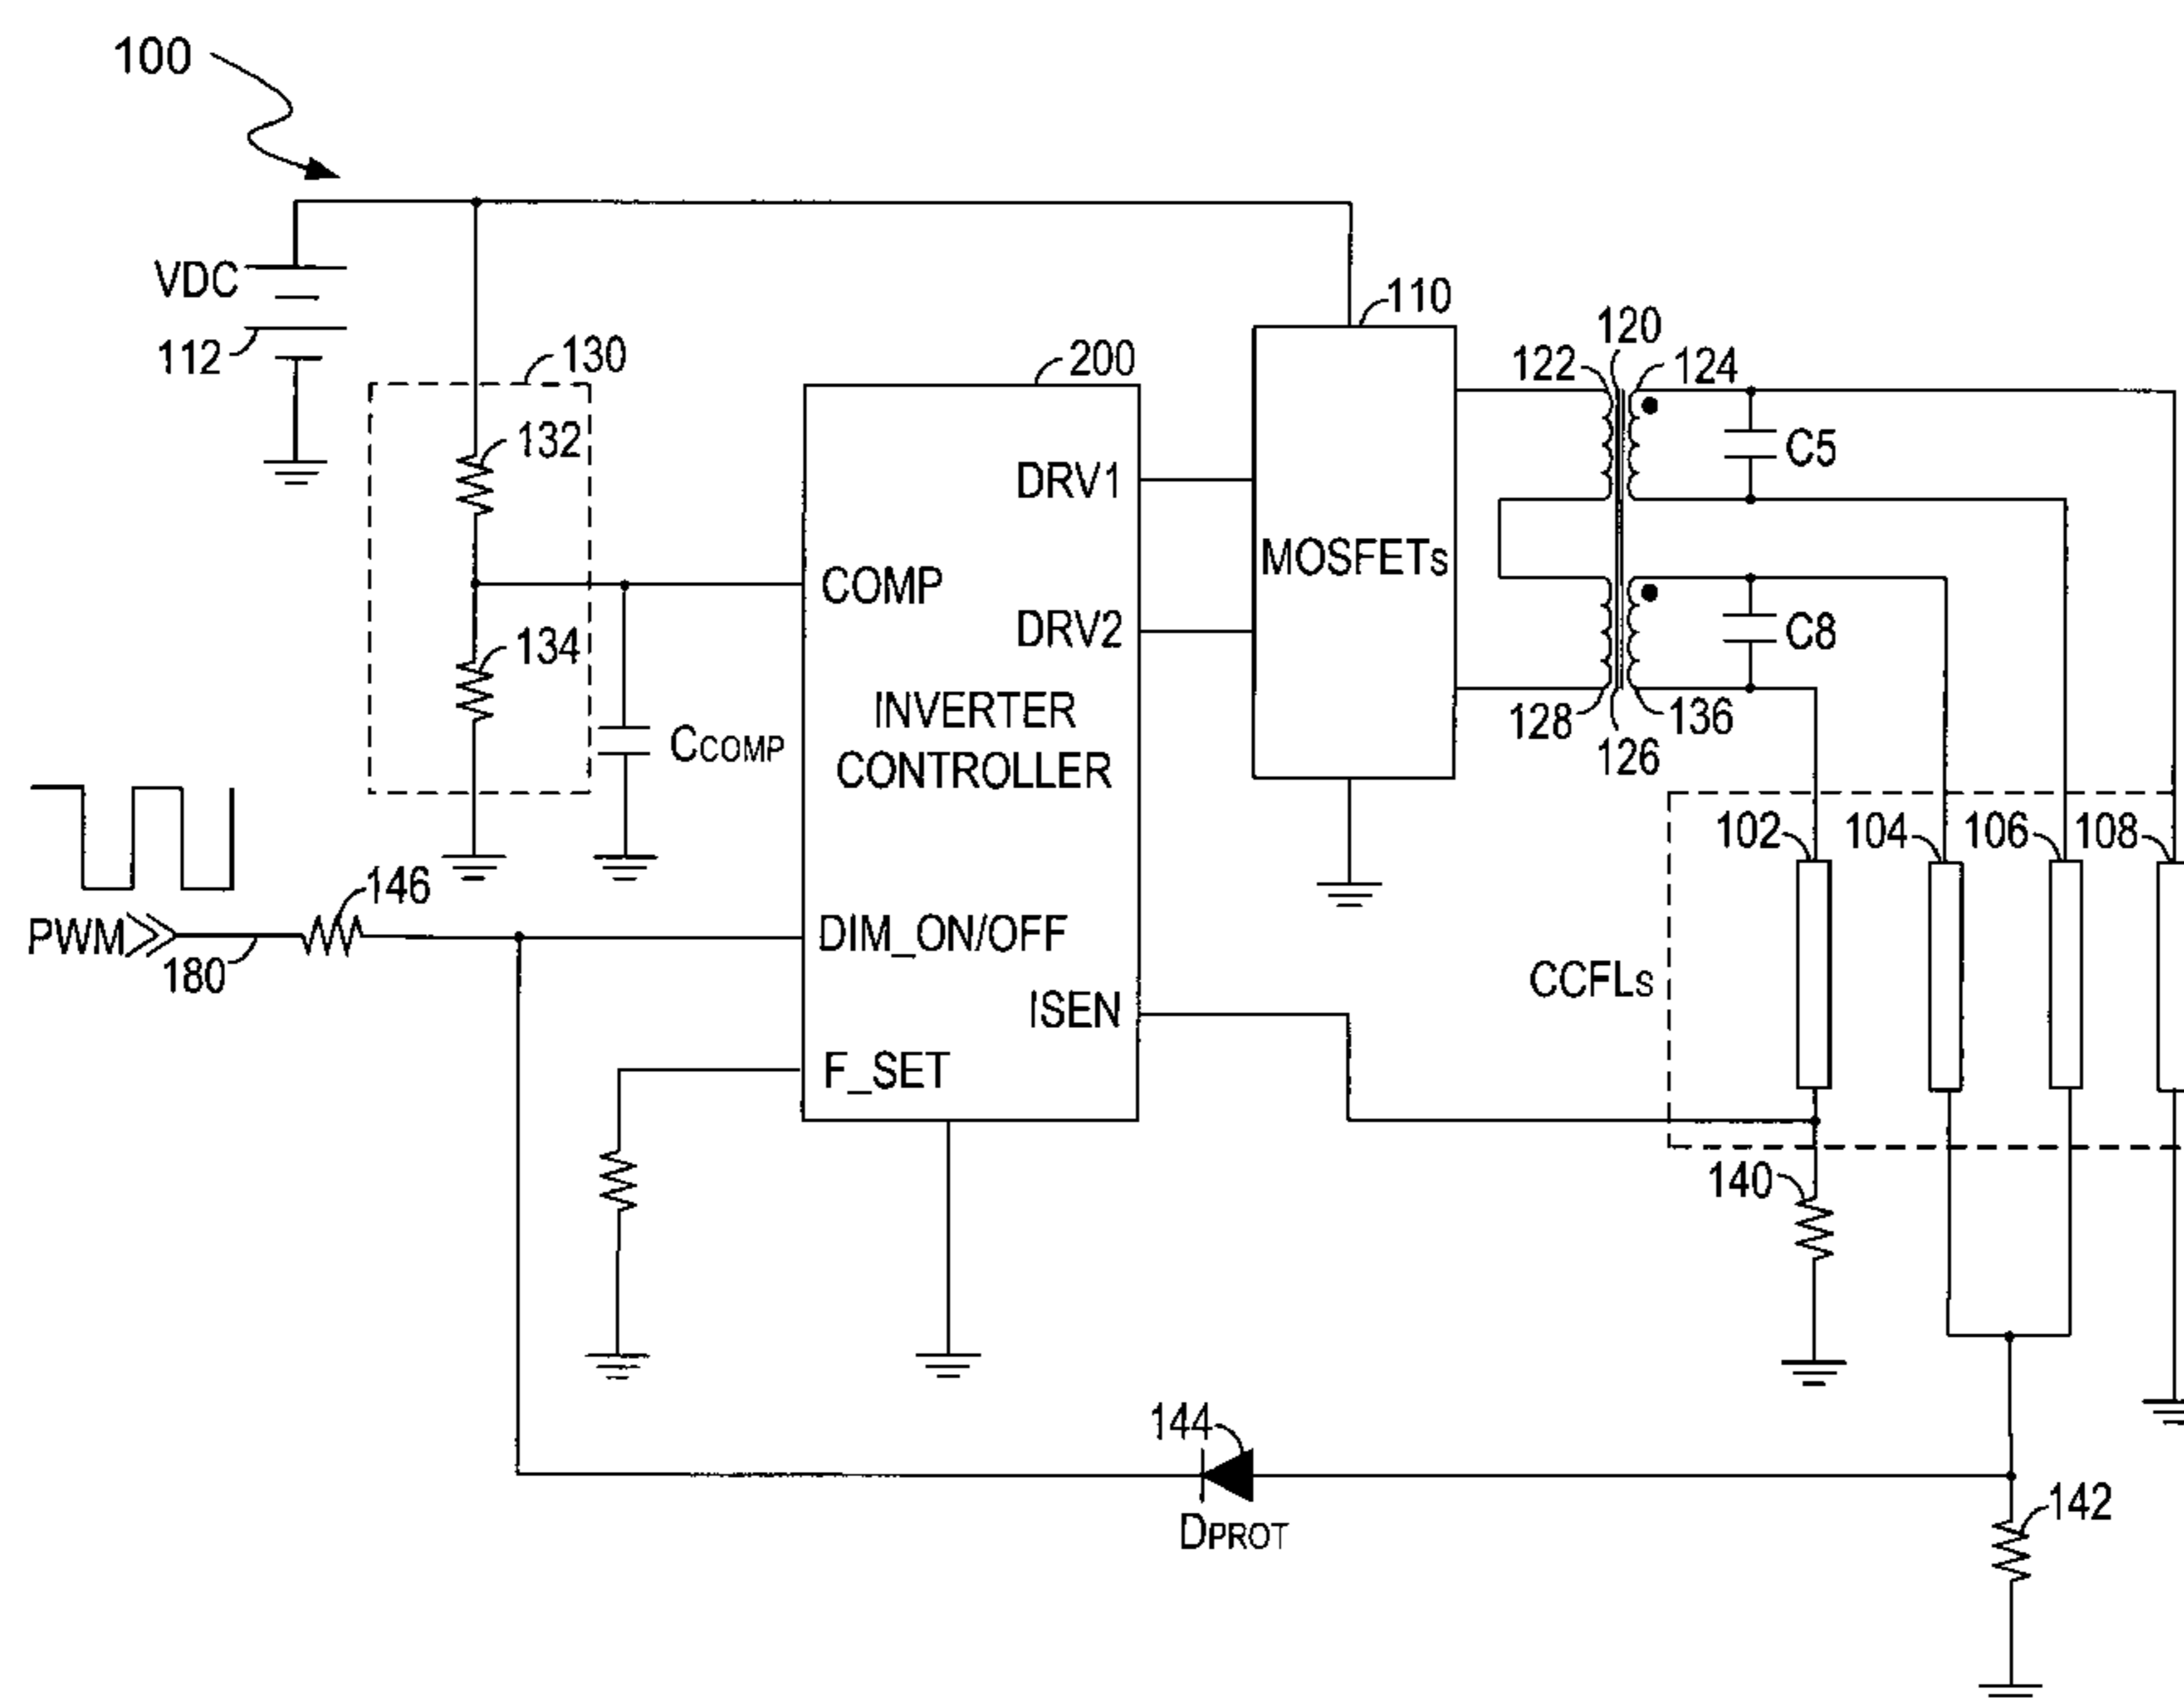 100
VDC
112
130
132
134
CCOMP
200
DRV1
COMP
DRV2
INVERTER
CONTROLLER
DIM_ON/OFF
ISEN
F_SET
110
MOSFETs
120
122
124
C5
C8
128
126
136
PWM
180
146
CCFLs
102
104
106
108
140
144
DPROT
142